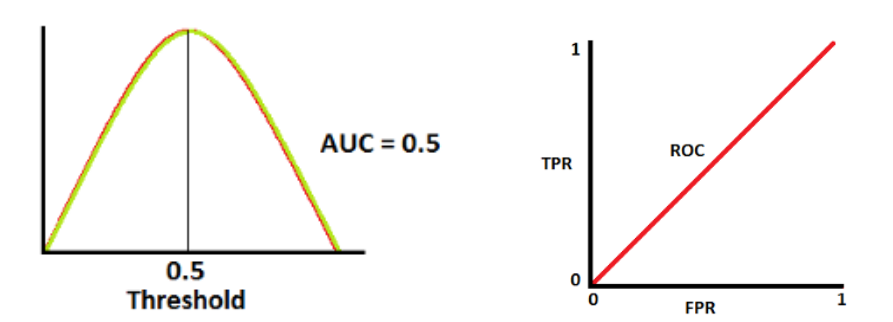 AUC = 0.5
0.5
Threshold
1
TPR
ROC
0
0
FPR
1